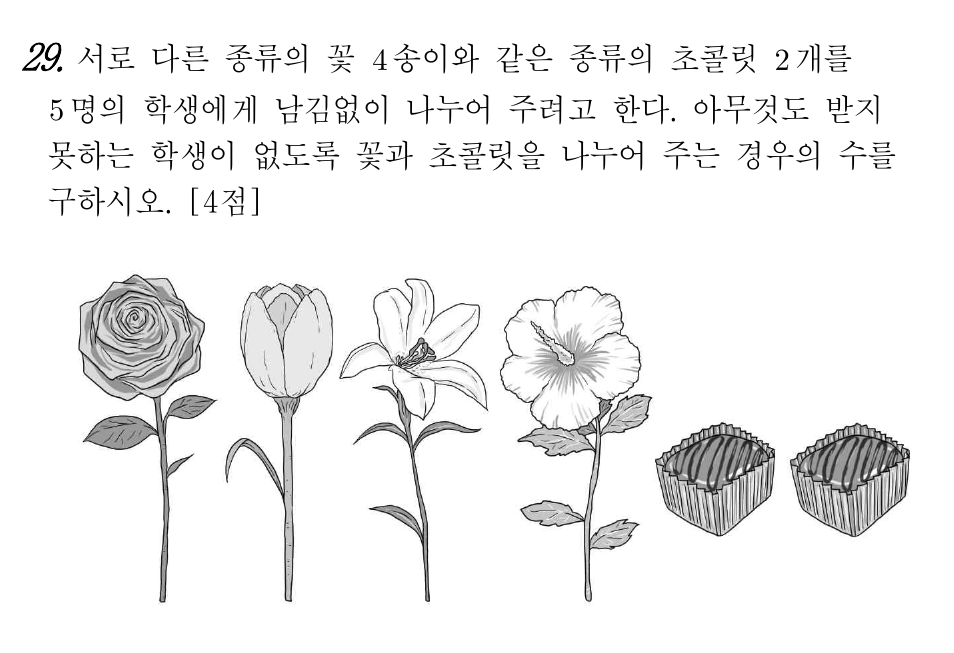 29. 서로 다른 종류의 꽃 4송이와 같은 종류의 초콜릿 2개를
5명의 학생에게 남김없이 나누어 주려고 한다. 아무것도 받지
못하는 학생이 없도록 꽃과 초콜릿을 나누어 주는 경우의 수를
구하시오. [4점]